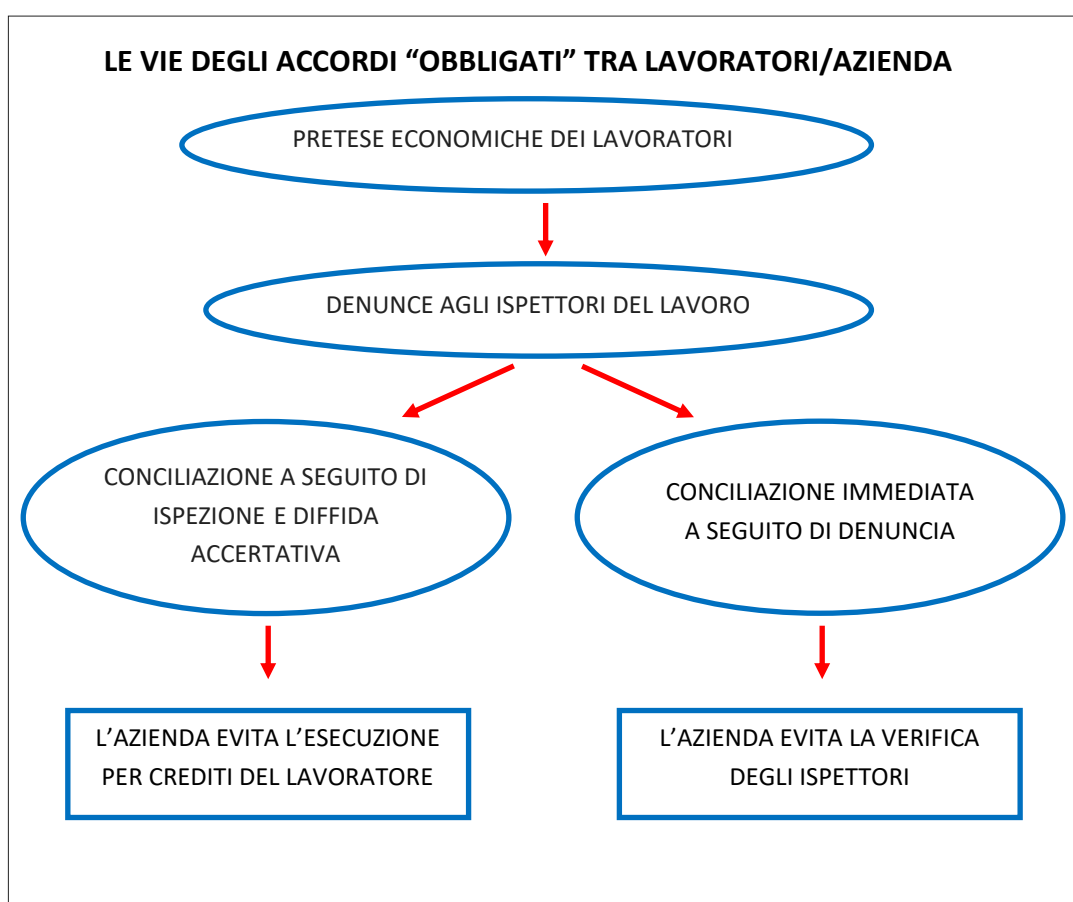 LE VIE DEGLI ACCORDI “OBBLIGATI” TRA LAVORATORI/AZIENDA
PRETESE ECONOMICHE DEI LAVORATORI
DENUNCE AGLI ISPETTORI DEL LAVORO
CONCILIAZIONE A SEGUITO DI
ISPEZIONE E DIFFIDA
ACCERTATIVA
CONCILIAZIONE IMMEDIATA
A SEGUITO DI DENUNCIA
L’AZIENDA EVITA L’ESECUZIONE
PER CREDITI DEL LAVORATORE
L’AZIENDA EVITA LA VERIFICA
DEGLI ISPETTORI